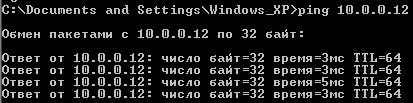 C:\Documents and Settings\Windows_XP>ping 10.0.0.12
Обмен пакетами с 10.0.0.12 по 32 байт:
Ответ от 10.0.0.12: число байт=32 время=3мс TTL=64
Ответ от 10.0.0.12: число байт=32 время=3мс TTL=64
Ответ от 10.0.0.12: число байт=32 время=5мс TTL=64
Ответ от 10.0.0.12: число байт=32 время=3мс TTL=64